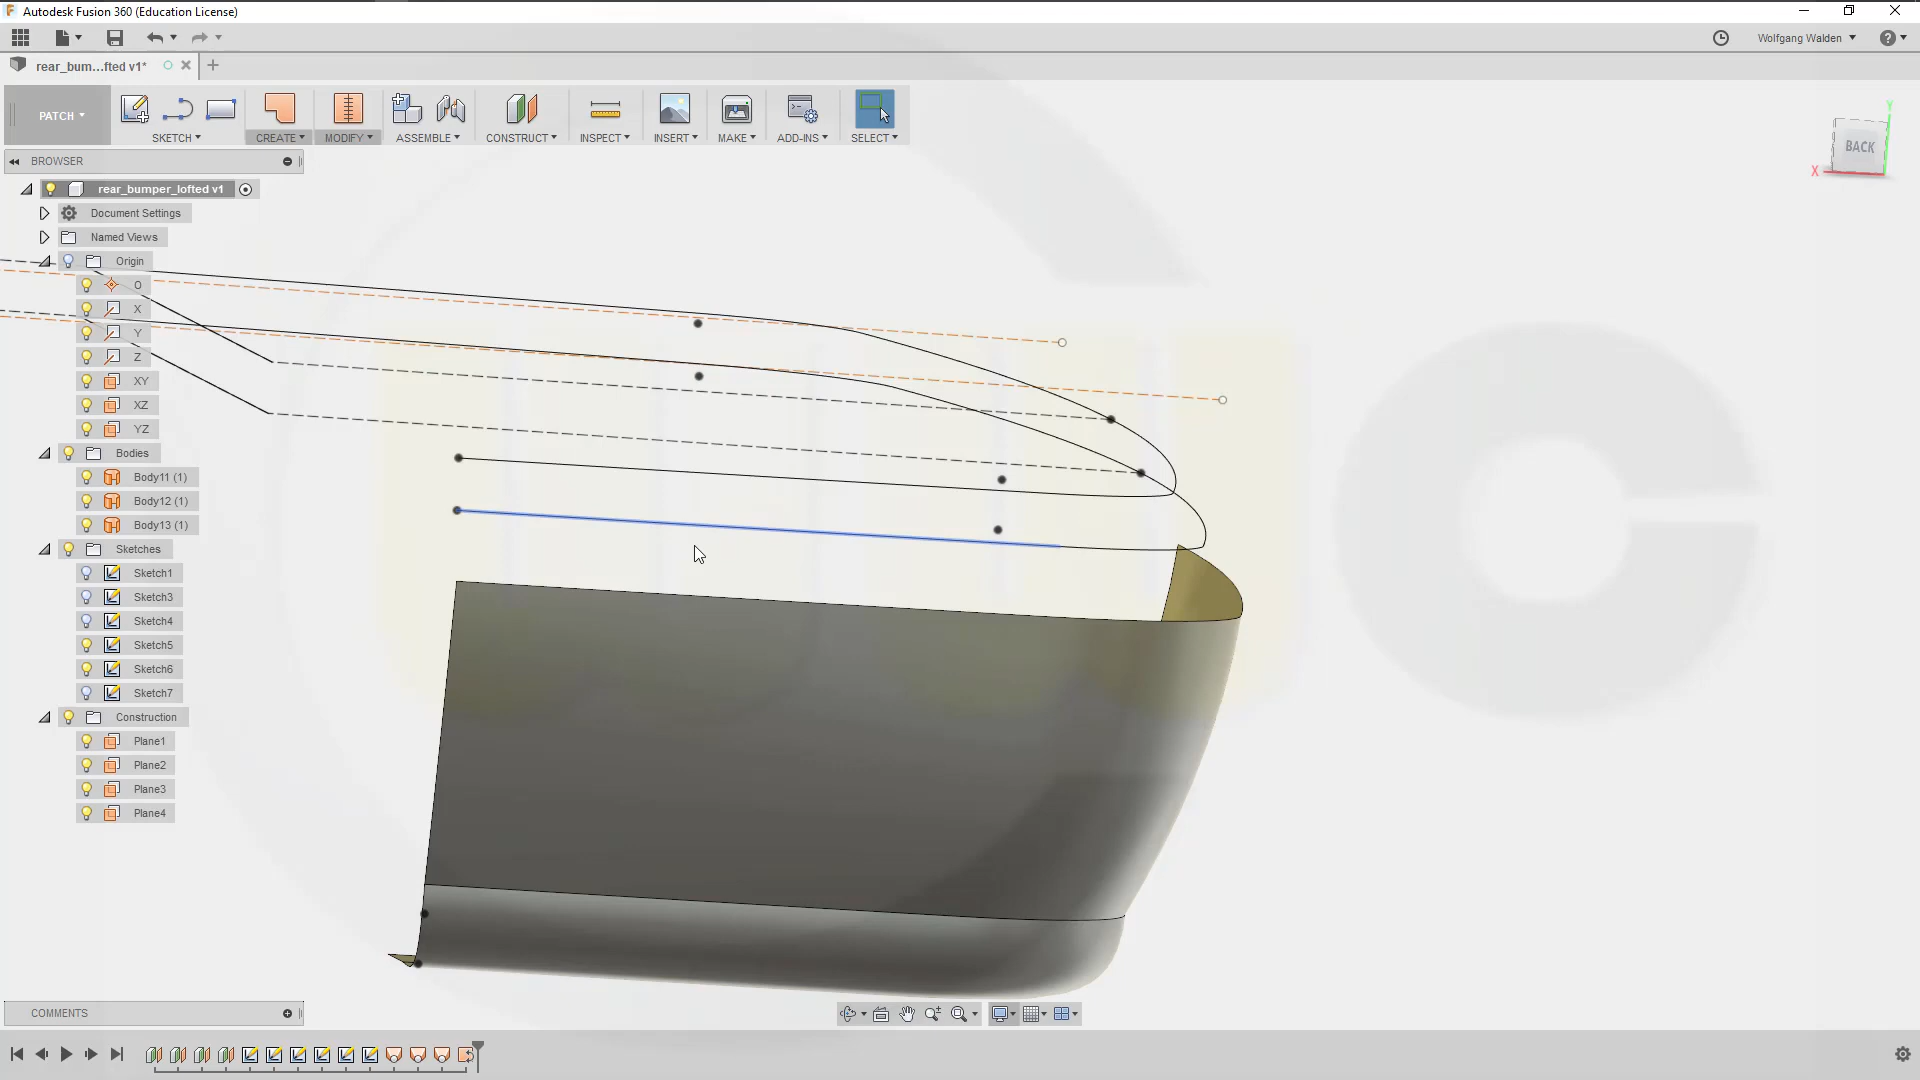 Autodesk Fusion 360 (Education License)
Wolfgang Walden
rear_bum...fted v1*
PATCH
SKETCH
CREATE
MODIFY
ASSEMBLE
CONSTRUCT
INSPECT
INSERT
MAKE
ADD-INS
SELECT
BACK
Y
X
BROWSER
rear_bumper_lofted v1
Document Settings
Named Views
Origin
O
X
Y
Z
XY
XZ
YZ
Bodies
Body11 (1)
Body12 (1)
Body13 (1)
Sketches
Sketch1
Sketch3
Sketch4
Sketch5
Sketch6
Sketch7
Construction
Plane1
Plane2
Plane3
Plane4
COMMENTS